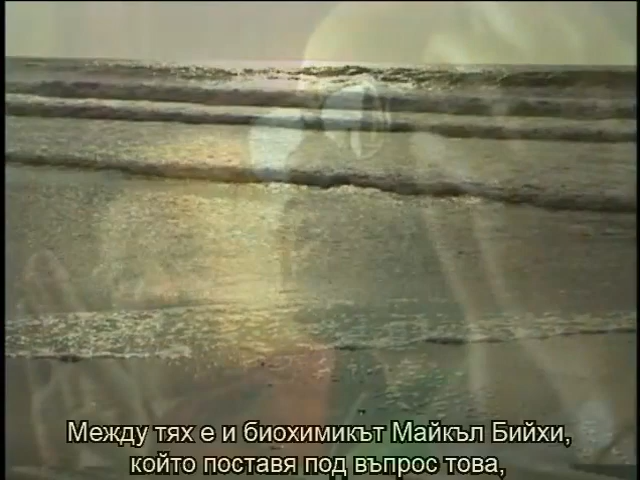 Между тях е и биохимикът Майкъл Бийхи,
който поставя под въпрос това,